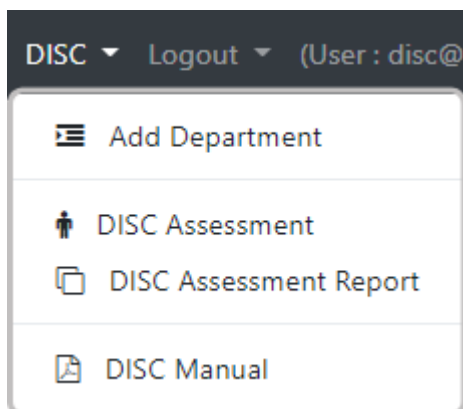 DISC Logout (User : disc@
Add Department
DISC Assessment
DISC Assessment Report
DISC Manual